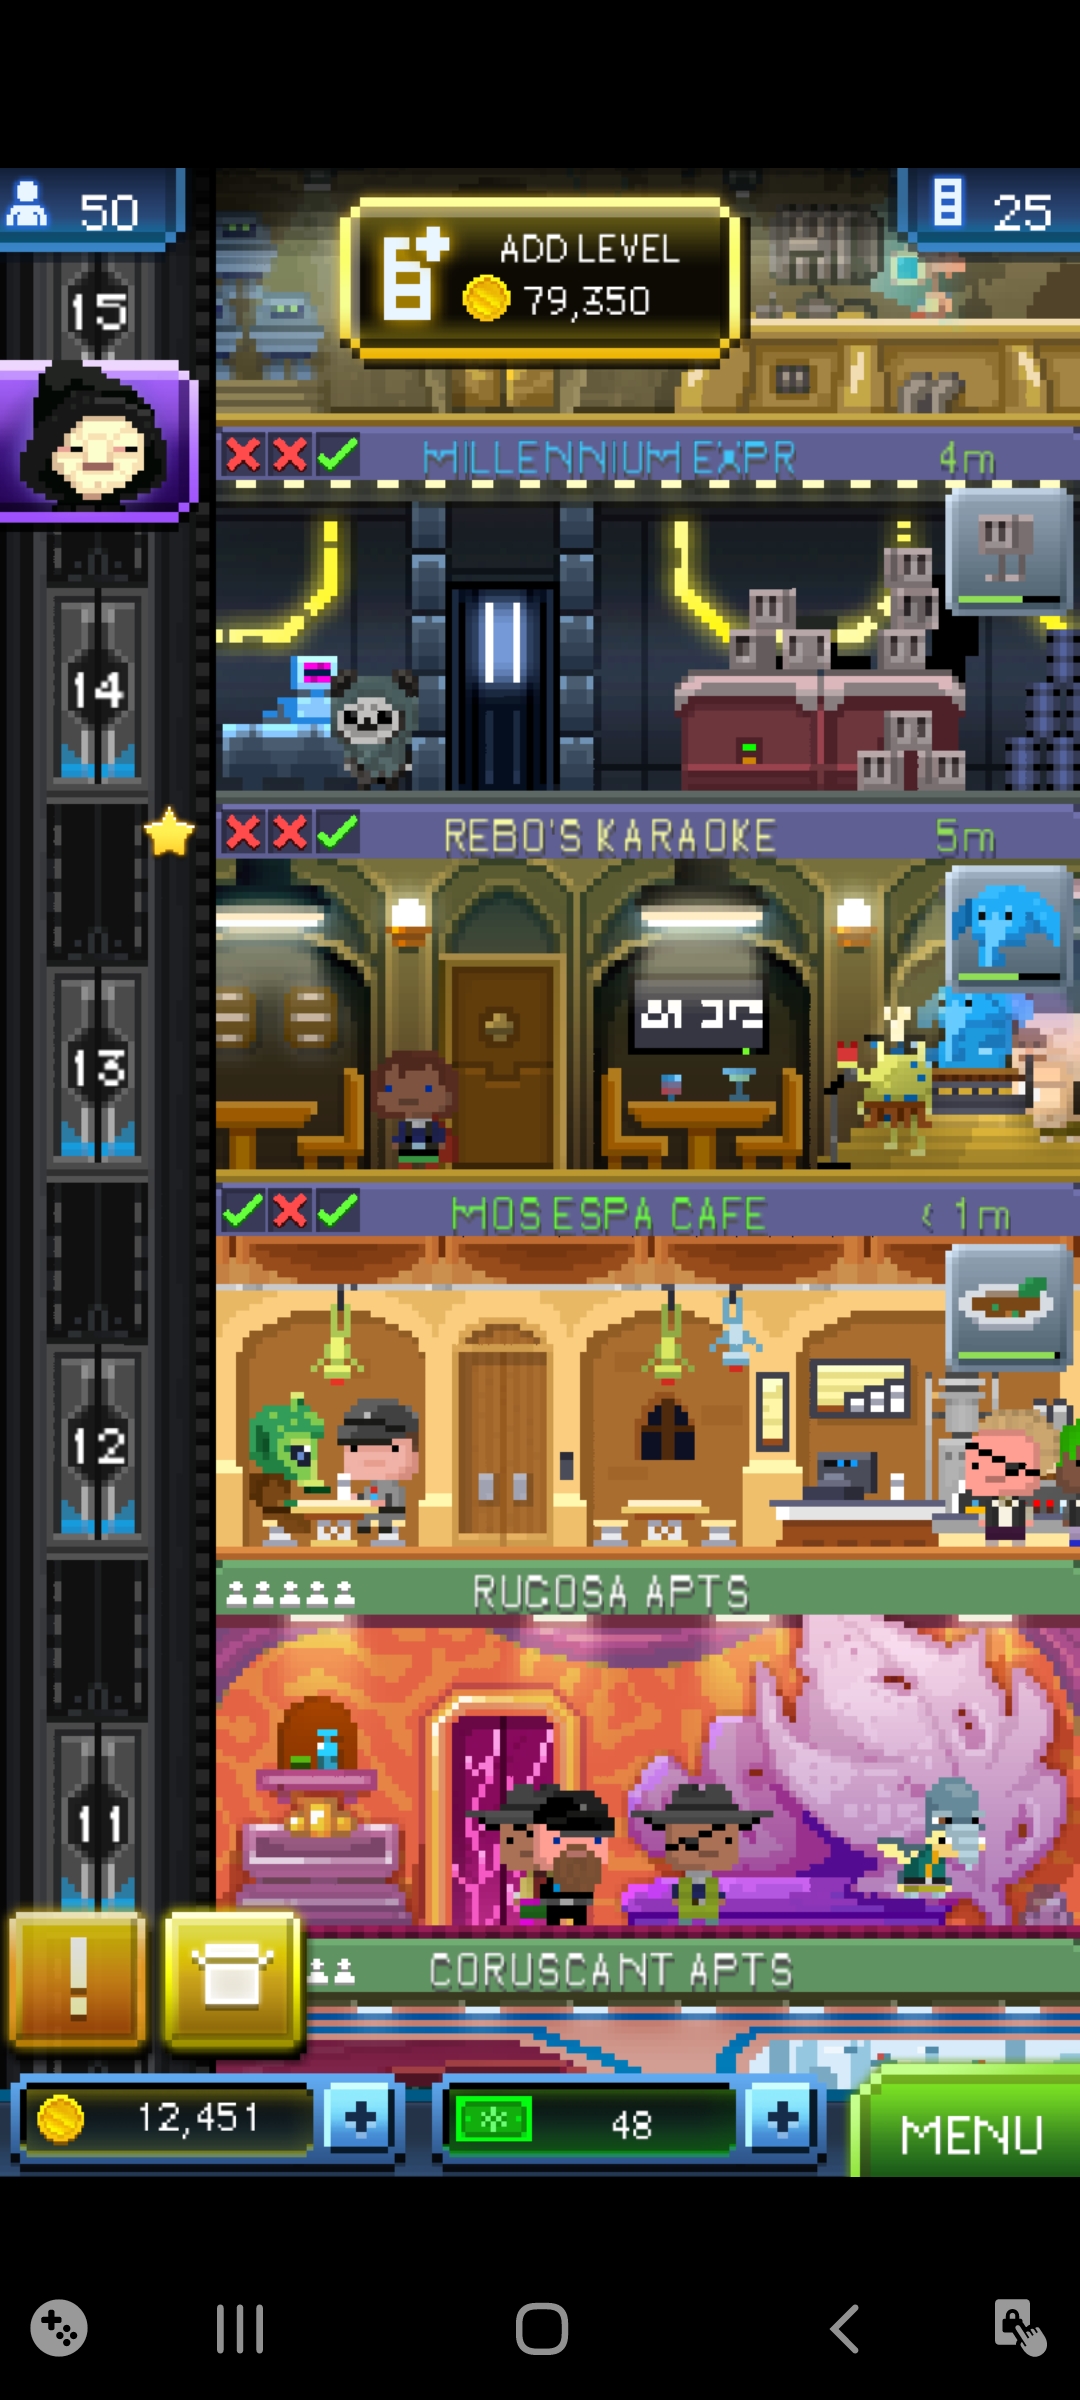 50
25
ADD LEVEL
79,350
15
MILLENNIUM EXPR 4m
14
REBO'S KARAOKE 5m
13
MOS ESPA CAFE < 1m
12
RUGOSA APTS
11
!
CORUSCANT APTS
12,451
48
MENU